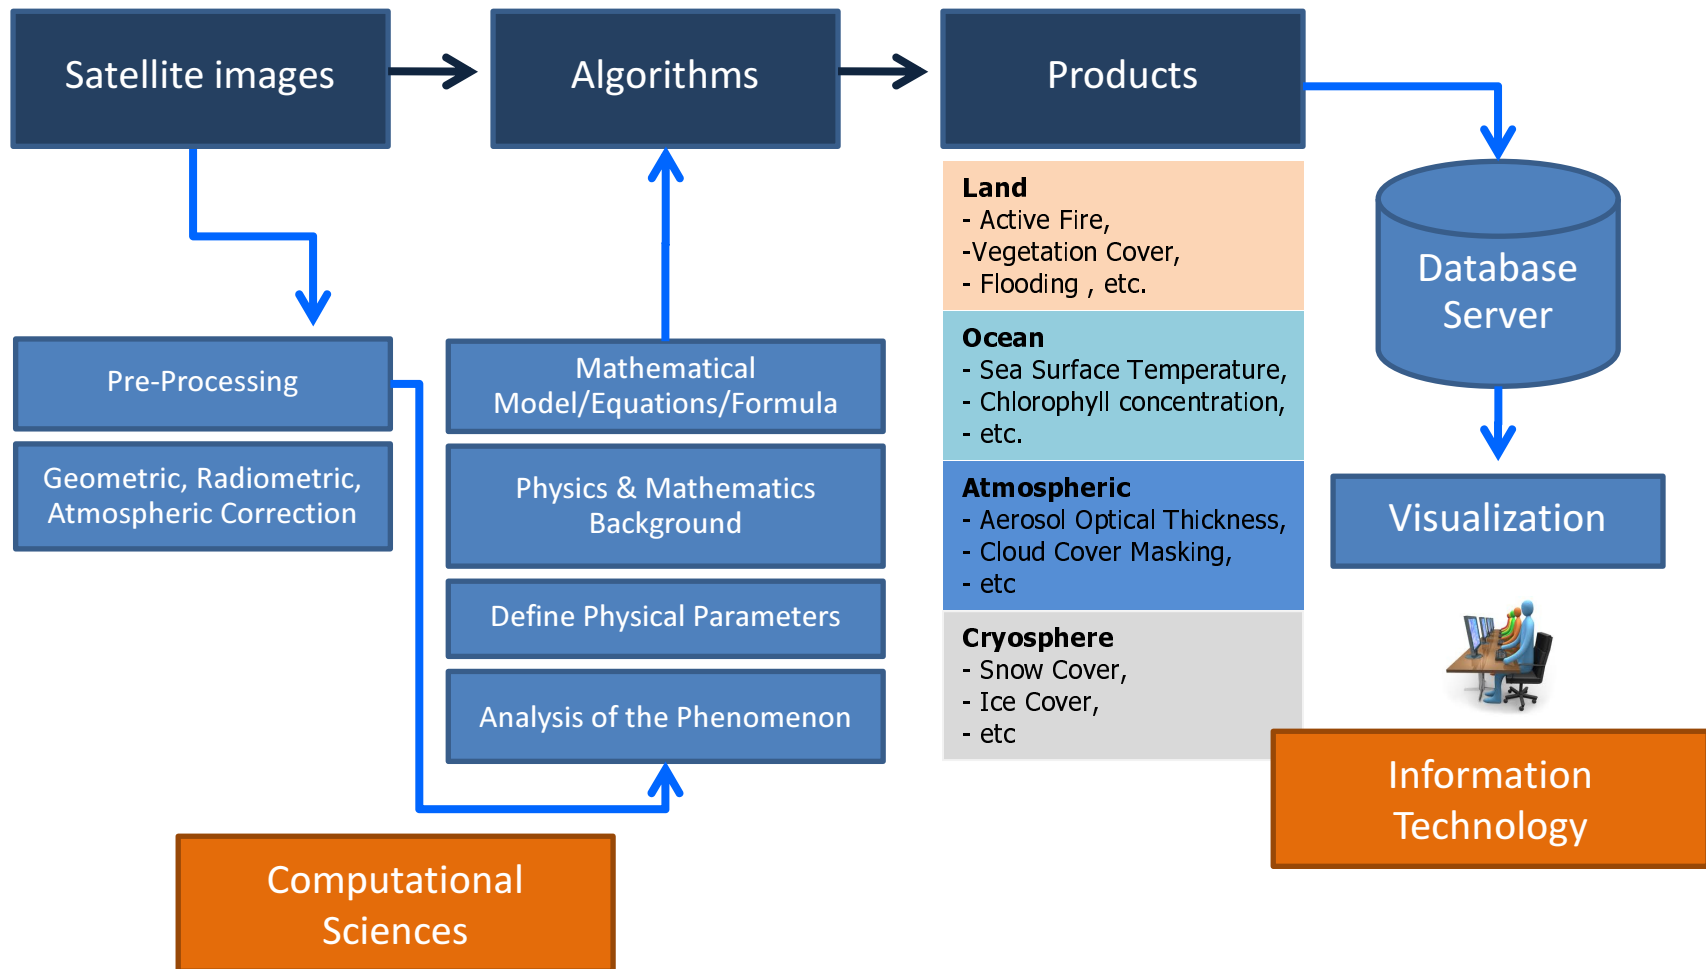 Satellite images
Algorithms
Products
Pre-Processing
Geometric, Radiometric,
Atmospheric Correction
Mathematical
Model/Equations/Formula
Physics & Mathematics
Background
Define Physical Parameters
Analysis of the Phenomenon
Land
- Active Fire,
-Vegetation Cover,
- Flooding , etc.
Ocean
- Sea Surface Temperature,
- Chlorophyll concentration,
- etc.
Atmospheric
- Aerosol Optical Thickness,
- Cloud Cover Masking,
- etc
Cryosphere
- Snow Cover,
- Ice Cover,
- etc
Database
Server
Visualization
Information
Technology
Computational
Sciences